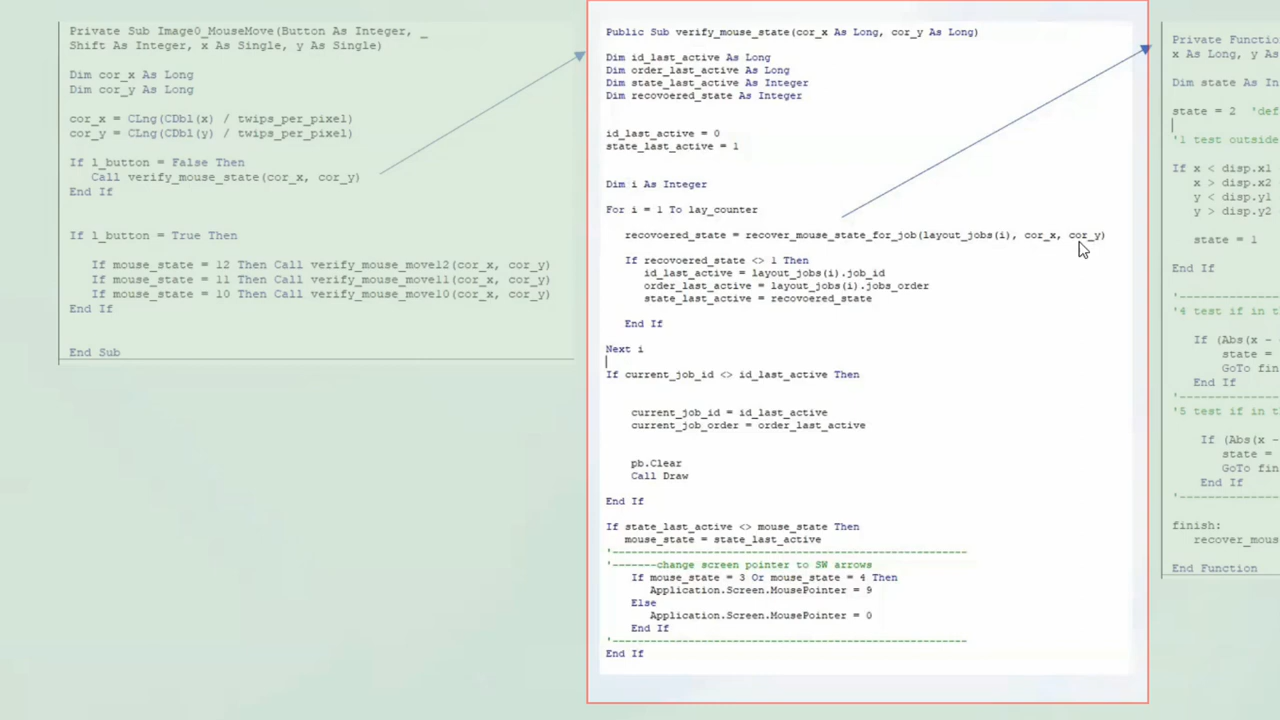 Private Sub Image0_MouseMove(Button As Integer, _
Shift As Integer, x As Single, y As Single)
Dim cor_x As Long
Dim cor_y As Long
cor_x = CLng(CDbl(x) / twips_per_pixel)
cor_y = CLng(CDbl(y) / twips_per_pixel)
If l_button = False Then
Call verify_mouse_state(cor_x, cor_y)
End If
If l_button = True Then
If mouse_state = 12 Then Call verify_mouse_move12(cor_x, cor_y)
If mouse_state = 11 Then Call verify_mouse_move11(cor_x, cor_y)
If mouse_state = 10 Then Call verify_mouse_move10(cor_x, cor_y)
End If
End Sub
Public Sub verify_mouse_state(cor_x As Long, cor_y As Long)
Dim id_last_active As Long
Dim order_last_active As Long
Dim state_last_active As Integer
Dim recovoered_state As Integer
id_last_active = 0
state_last_active = 1
Dim i As Integer
For i = 1 To lay_counter
recovoered_state = recover_mouse_state_for_job(layout_jobs(i), cor_x, cor_y)
If recovoered_state <> 1 Then
id_last_active = layout_jobs(i).job_id
order_last_active = layout_jobs(i).jobs_order
state_last_active = recovoered_state
End If
Next i
If current_job_id <> id_last_active Then
current_job_id = id_last_active
current_job_order = order_last_active
pb.Clear
Call Draw
End If
If state_last_active <> mouse_state Then
mouse_state = state_last_active
'---------------------------------------------------------
'-------change screen pointer to SW arrows
If mouse_state = 3 Or mouse_state = 4 Then
Application.Screen.MousePointer = 9
Else
Application.Screen.MousePointer = 0
End If
'---------------------------------------------------------
End If
Private Functio
x As Long, y As
Dim state As In
state = 2 'def
'1 test outside
If x < disp.x1
x > disp.x2
y < disp.y1
y > disp.y2
state = 1
End If
'---------------
'4 test if in t
If (Abs(x -
state =
GoTo fin
End If
'---------------
'5 test if in t
If (Abs(x -
state =
GoTo fin
End If
'---------------
finish:
recover_mous
End Function